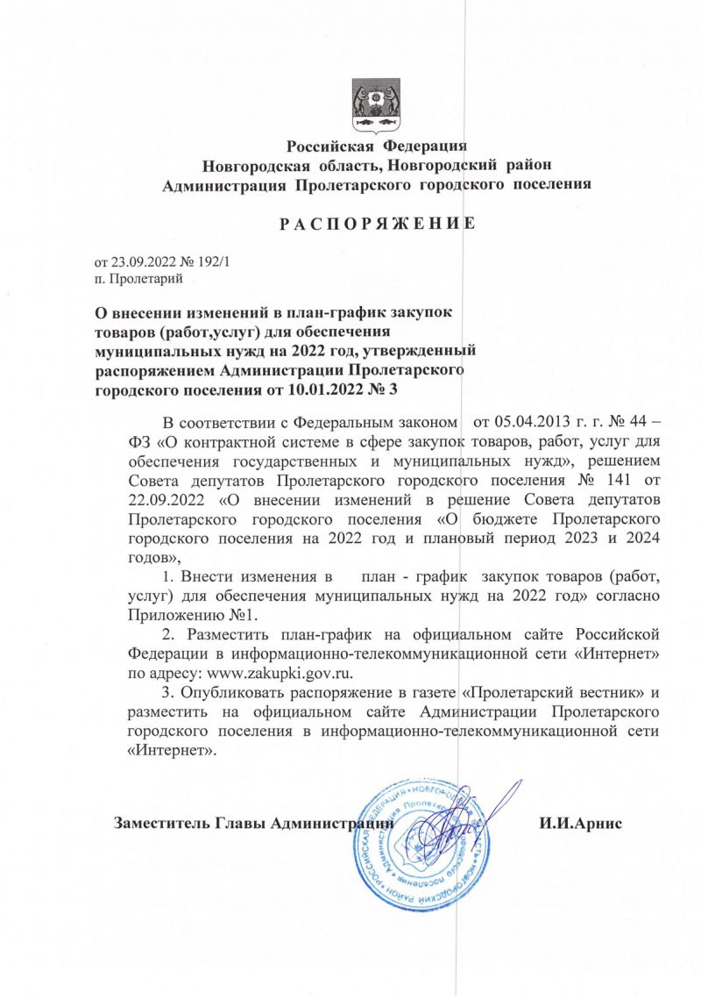 Российская Федерация
Новгородская область, Новгородский район
Администрация Пролетарского городского поселения
Р А С П О Р Я Ж Е Н И Е
от 23.09.2022 № 192/1
п. Пролетарий
О внесении изменений в план-график закупок
товаров (работ,услуг) для обеспечения
муниципальных нужд на 2022 год, утвержденный
распоряжением Администрации Пролетарского
городского поселения от 10.01.2022 № 3
В соответствии с Федеральным законом от 05.04.2013 г. г. № 44 –
ФЗ «О контрактной системе в сфере закупок товаров, работ, услуг для
обеспечения государственных и муниципальных нужд», решением
Совета депутатов Пролетарского городского поселения № 141 от
22.09.2022 «О внесении изменений в решение Совета депутатов
Пролетарского городского поселения «О бюджете Пролетарского
городского поселения на 2022 год и плановый период 2023 и 2024
годов»,
1. Внести изменения в план - график закупок товаров (работ,
услуг) для обеспечения муниципальных нужд на 2022 год» согласно
Приложению №1.
2. Разместить план-график на официальном сайте Российской
Федерации в информационно-телекоммуникационной сети «Интернет»
по адресу: www.zakupki.gov.ru.
3. Опубликовать распоряжение в газете «Пролетарский вестник» и
разместить на официальном сайте Администрации Пролетарского
городского поселения в информационно-телекоммуникационной сети
«Интернет».
Заместитель Главы Администрации И.И.Арнис
РОССИЙСКАЯ ФЕДЕРАЦИЯ • НОВГОРОДСКАЯ ОБЛАСТЬ • НОВГОРОДСКИЙ РАЙОН •
Администрация Пролетарского городского поселения